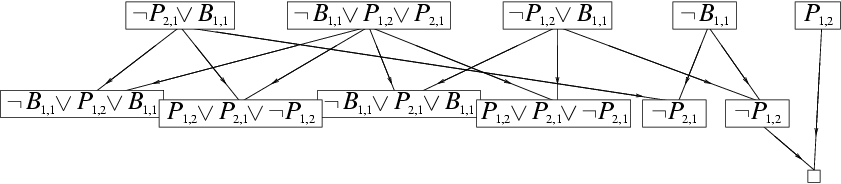 ¬P₂,₁ ∨ B₁,₁ ¬B₁,₁ ∨ P₁,₂ ∨ P₂,₁ ¬P₁,₂ ∨ B₁,₁ ¬B₁,₁ P₁,₂
¬B₁,₁ ∨ P₁,₂ ∨ B₁,₁ P₁,₂ ∨ P₂,₁ ∨ ¬P₁,₂ ¬B₁,₁ ∨ P₂,₁ ∨ B₁,₁ P₁,₂ ∨ P₂,₁ ∨ ¬P₂,₁ ¬P₂,₁ ¬P₁,₂